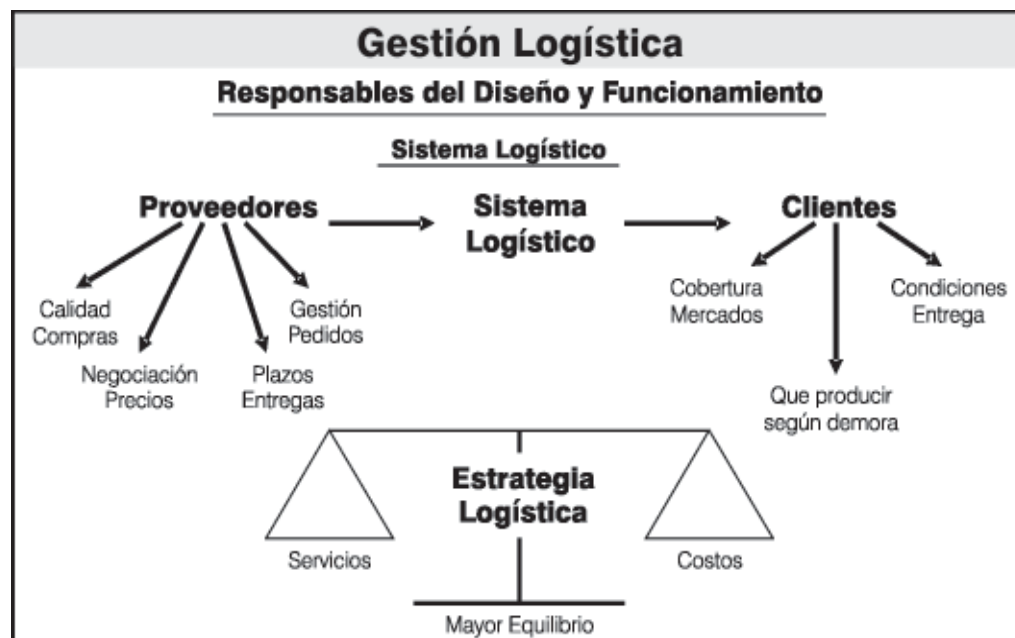 Gestión Logística
Responsables del Diseño y Funcionamiento
Sistema Logístico
Proveedores
Sistema
Logístico
Clientes
Calidad
Compras
Negociación
Precios
Plazos
Entregas
Gestión
Pedidos
Cobertura
Mercados
Que producir
según demora
Condiciones
Entrega
Estrategia
Logística
Servicios
Costos
Mayor Equilibrio